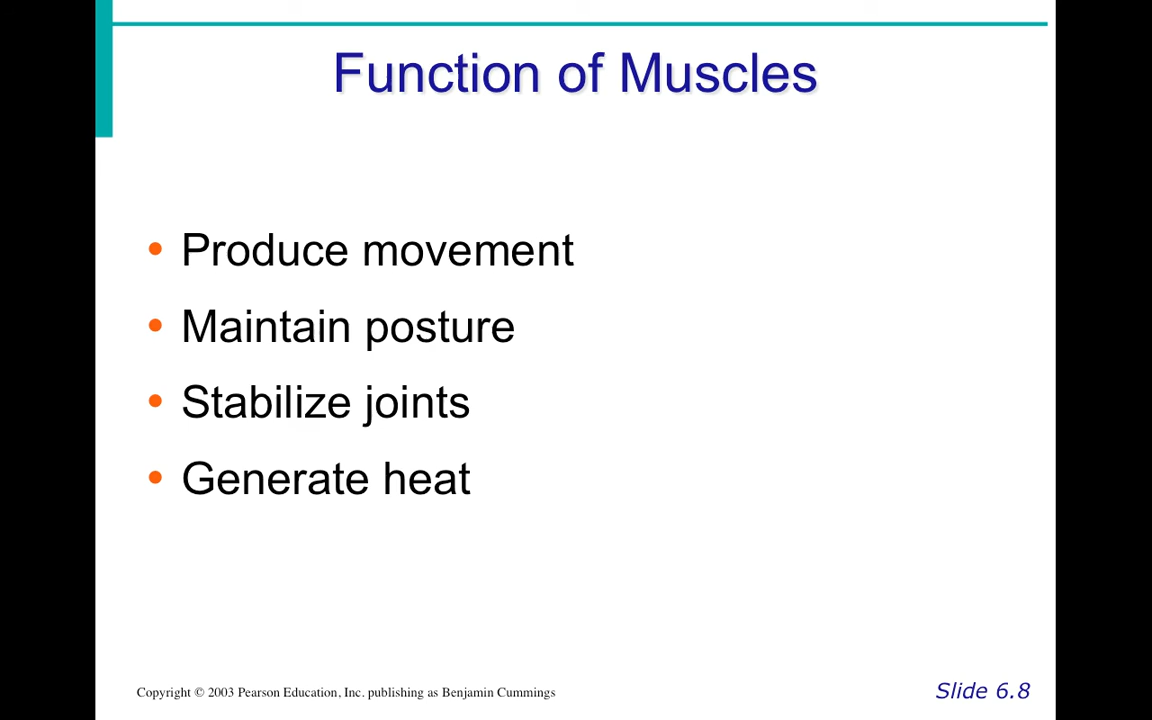 Function of Muscles
• Produce movement
• Maintain posture
• Stabilize joints
• Generate heat
Copyright © 2003 Pearson Education, Inc. publishing as Benjamin Cummings
Slide 6.8